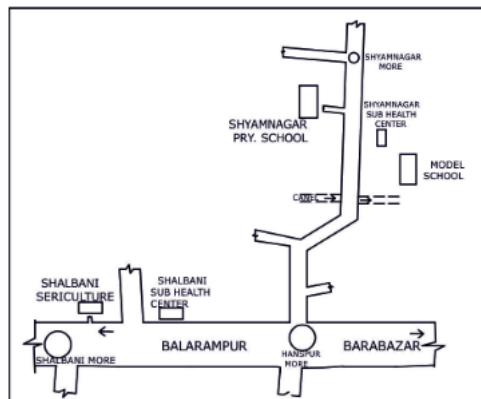 SHYAMNAGAR
MORE
SHYAMNAGAR
SUB HEALTH
CENTER
SHYAMNAGAR
PRY. SCHOOL
MODEL
SCHOOL
CANEL
SHALBANI
SERICULTURE
SHALBANI
SUB HEALTH
CENTER
SHALBANI MORE
BALARAMPUR
HANSPUR
MORE
BARABAZAR